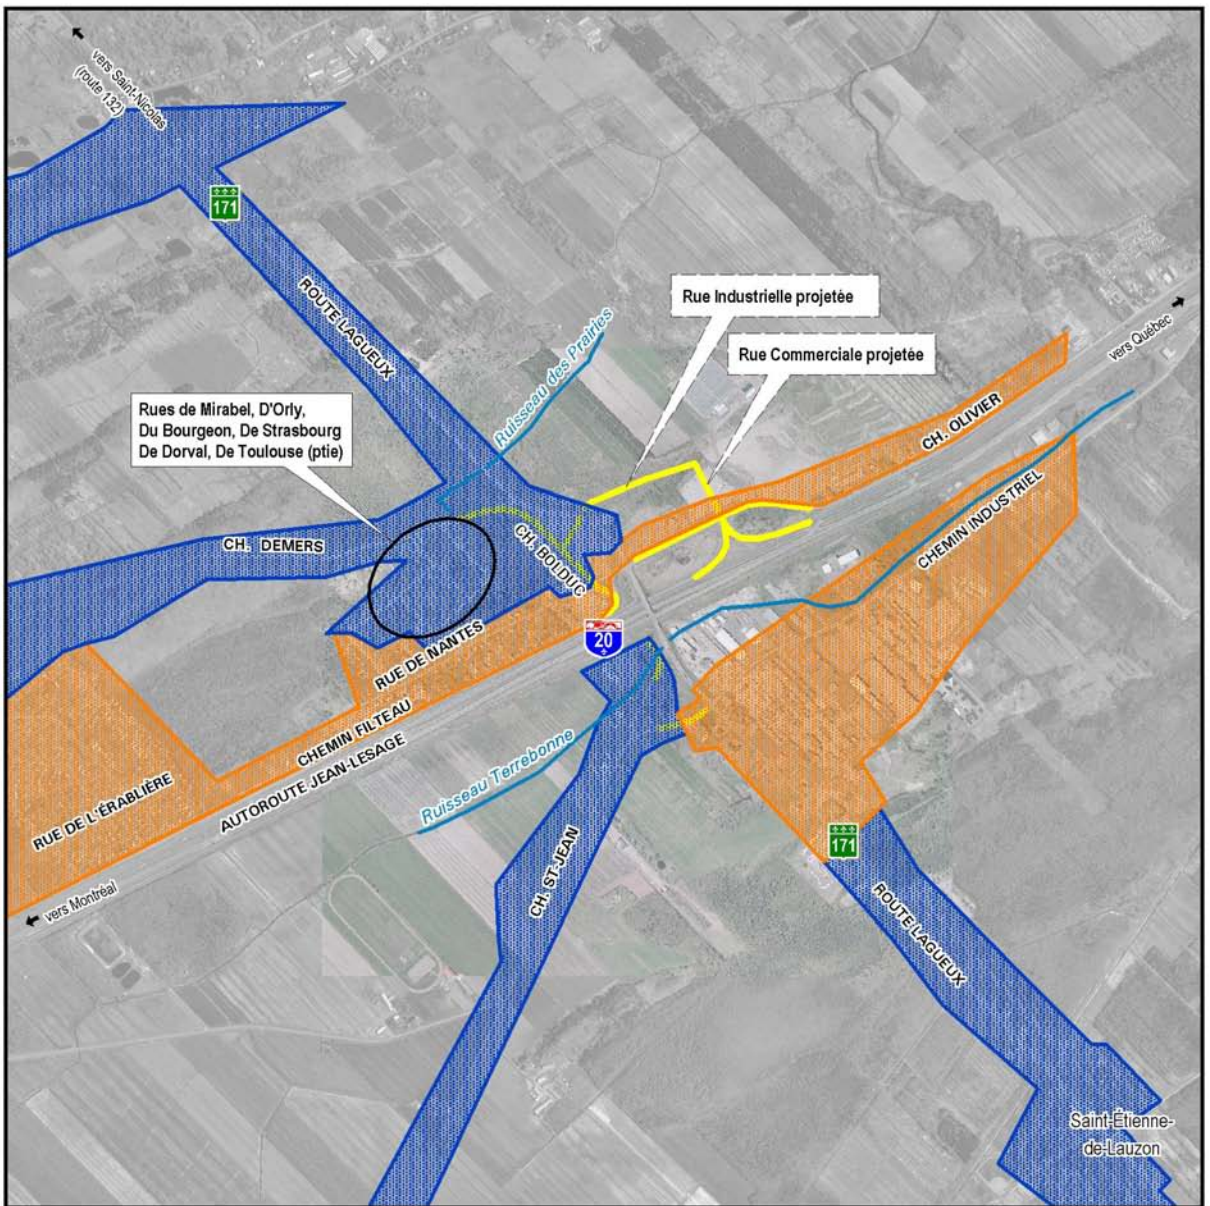 vers Saint-Nicolas
(route 132)
171
ROUTE LAGUEUX
Rue Industrielle projetée
vers Québec
Rue Commerciale projetée
Ruisseau des Prairies
Rues de Mirabel, D'Orly,
Du Bourgeon, De Strasbourg
De Dorval, De Toulouse (ptie)
CH. OLIVIER
CHEMIN INDUSTRIEL
CH. DEMERS
CH. BOLDUC
20
RUE DE NANTES
CHEMIN FILTEAU
AUTOROUTE JEAN-LESAGE
Ruisseau Terrebonne
RUE DE L'ÉRABLIÈRE
vers Montréal
CH. ST-JEAN
171
ROUTE LAGUEUX
Saint-Étienne-
de-Lauzon